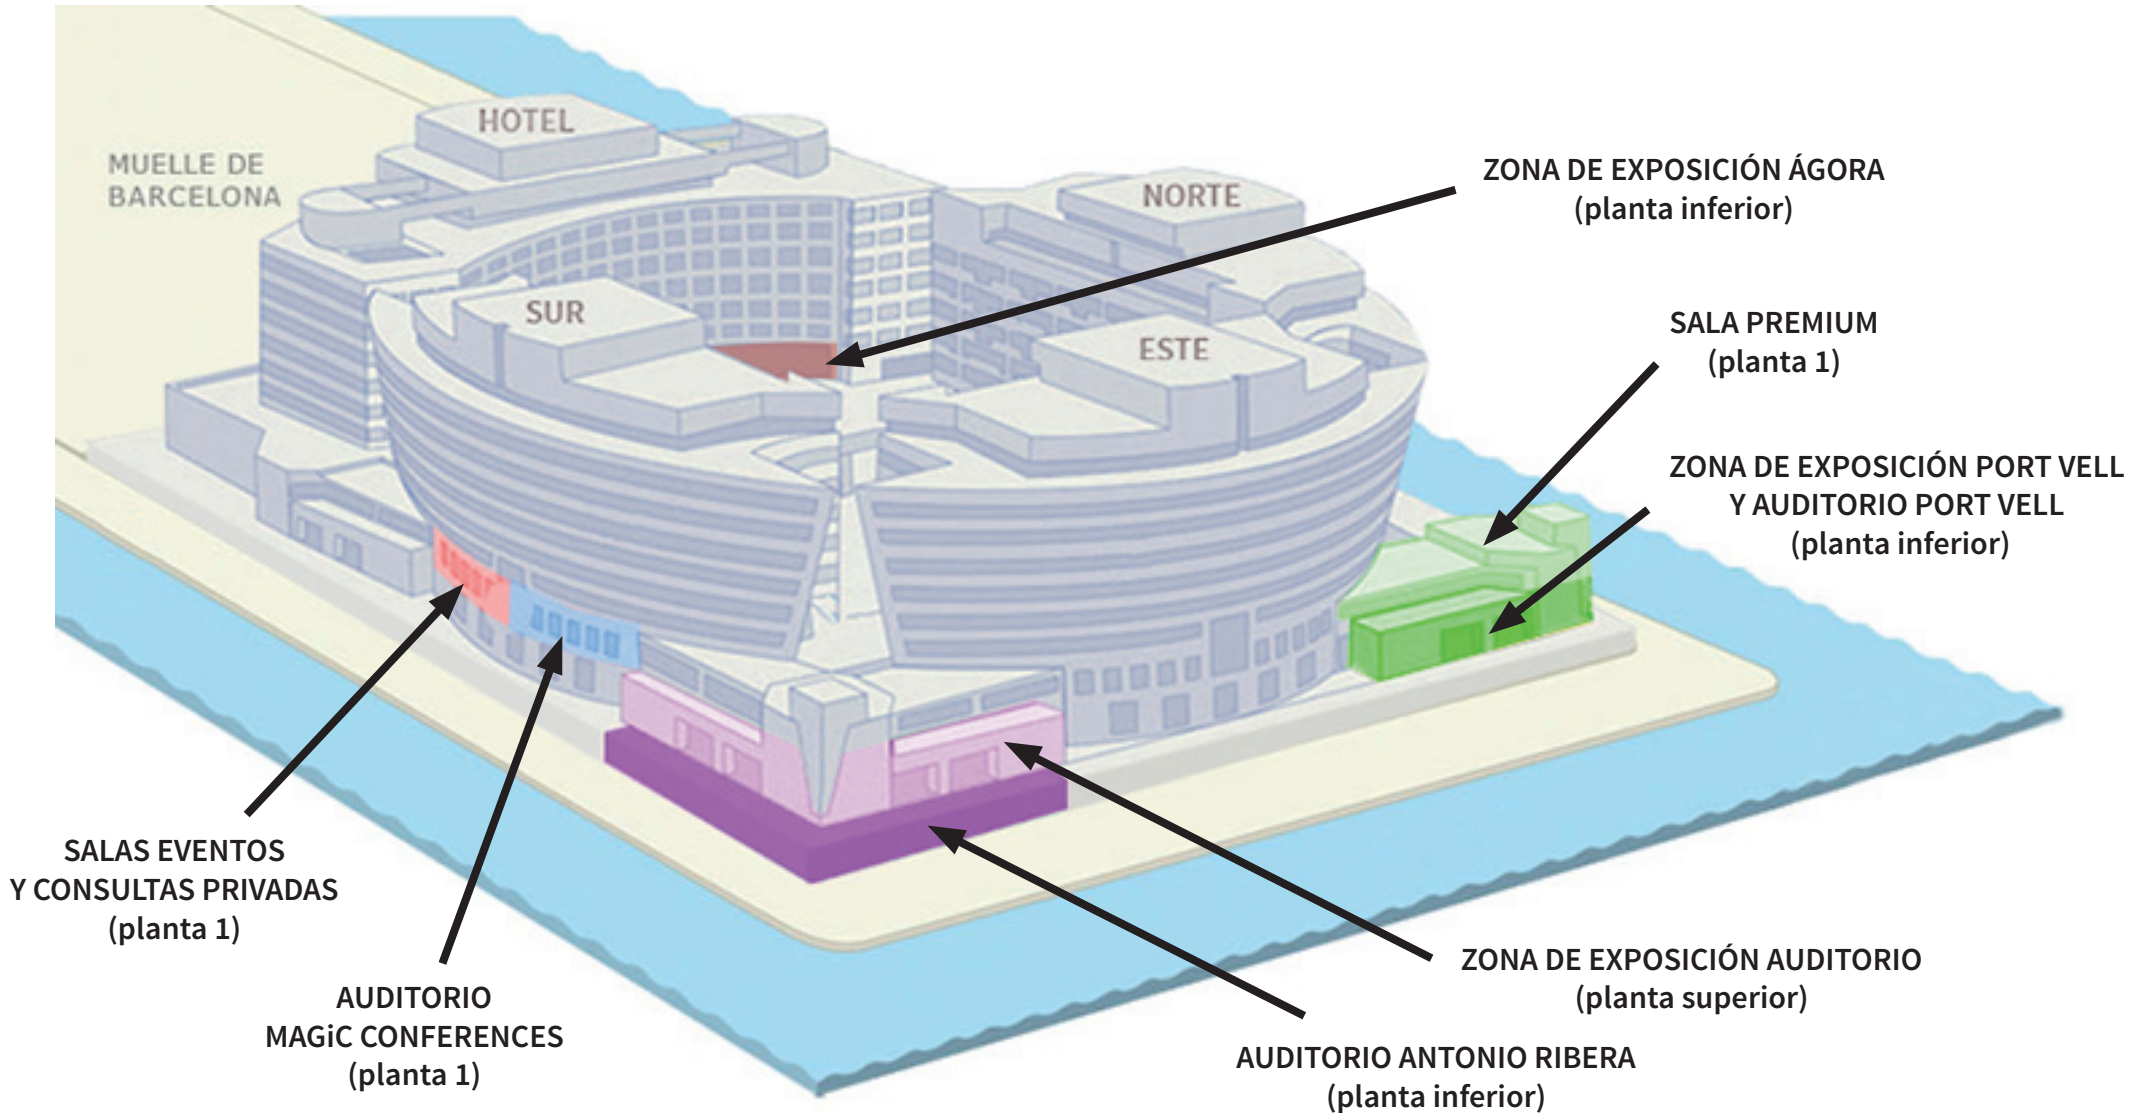 HOTEL
MUELLE DE
BARCELONA
ZONA DE EXPOSICIÓN ÁGORA
(planta inferior)
NORTE
SUR
ESTE
SALA PREMIUM
(planta 1)
ZONA DE EXPOSICIÓN PORT VELL
Y AUDITORIO PORT VELL
(planta inferior)
SALAS EVENTOS
Y CONSULTAS PRIVADAS
(planta 1)
AUDITORIO
MAGiC CONFERENCES
(planta 1)
ZONA DE EXPOSICIÓN AUDITORIO
(planta superior)
AUDITORIO ANTONIO RIBERA
(planta inferior)